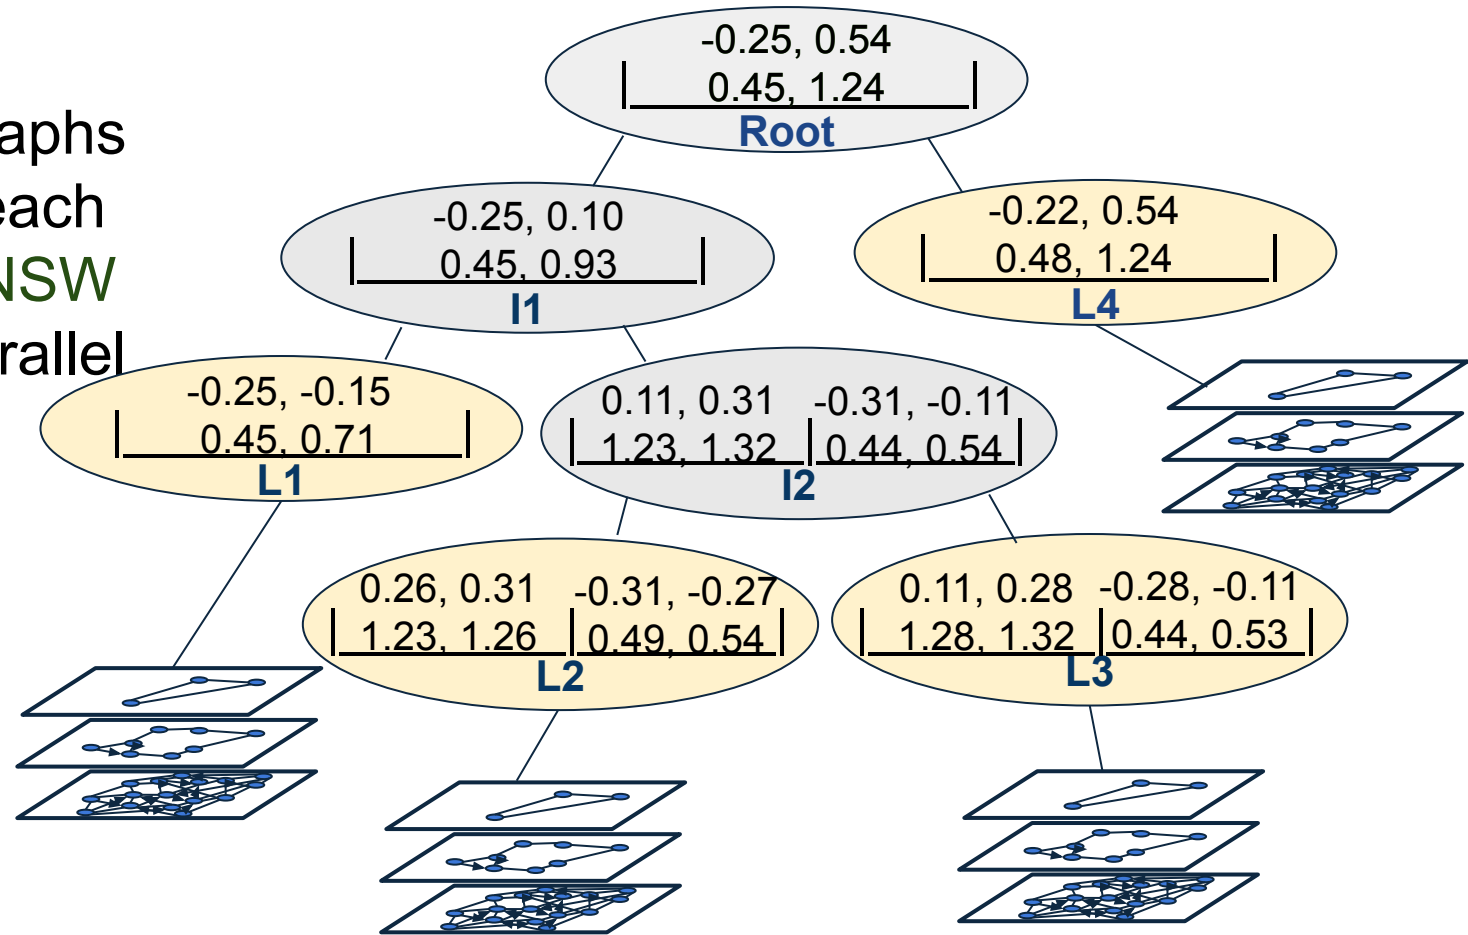 aphs
each
NSW
rallel
-0.25, 0.54
0.45, 1.24
Root
-0.25, 0.10
0.45, 0.93
I1
-0.22, 0.54
0.48, 1.24
L4
-0.25, -0.15
0.45, 0.71
L1
0.11, 0.31 -0.31, -0.11
1.23, 1.32 0.44, 0.54
I2
0.26, 0.31 -0.31, -0.27
1.23, 1.26 0.49, 0.54
L2
0.11, 0.28 -0.28, -0.11
1.28, 1.32 0.44, 0.53
L3